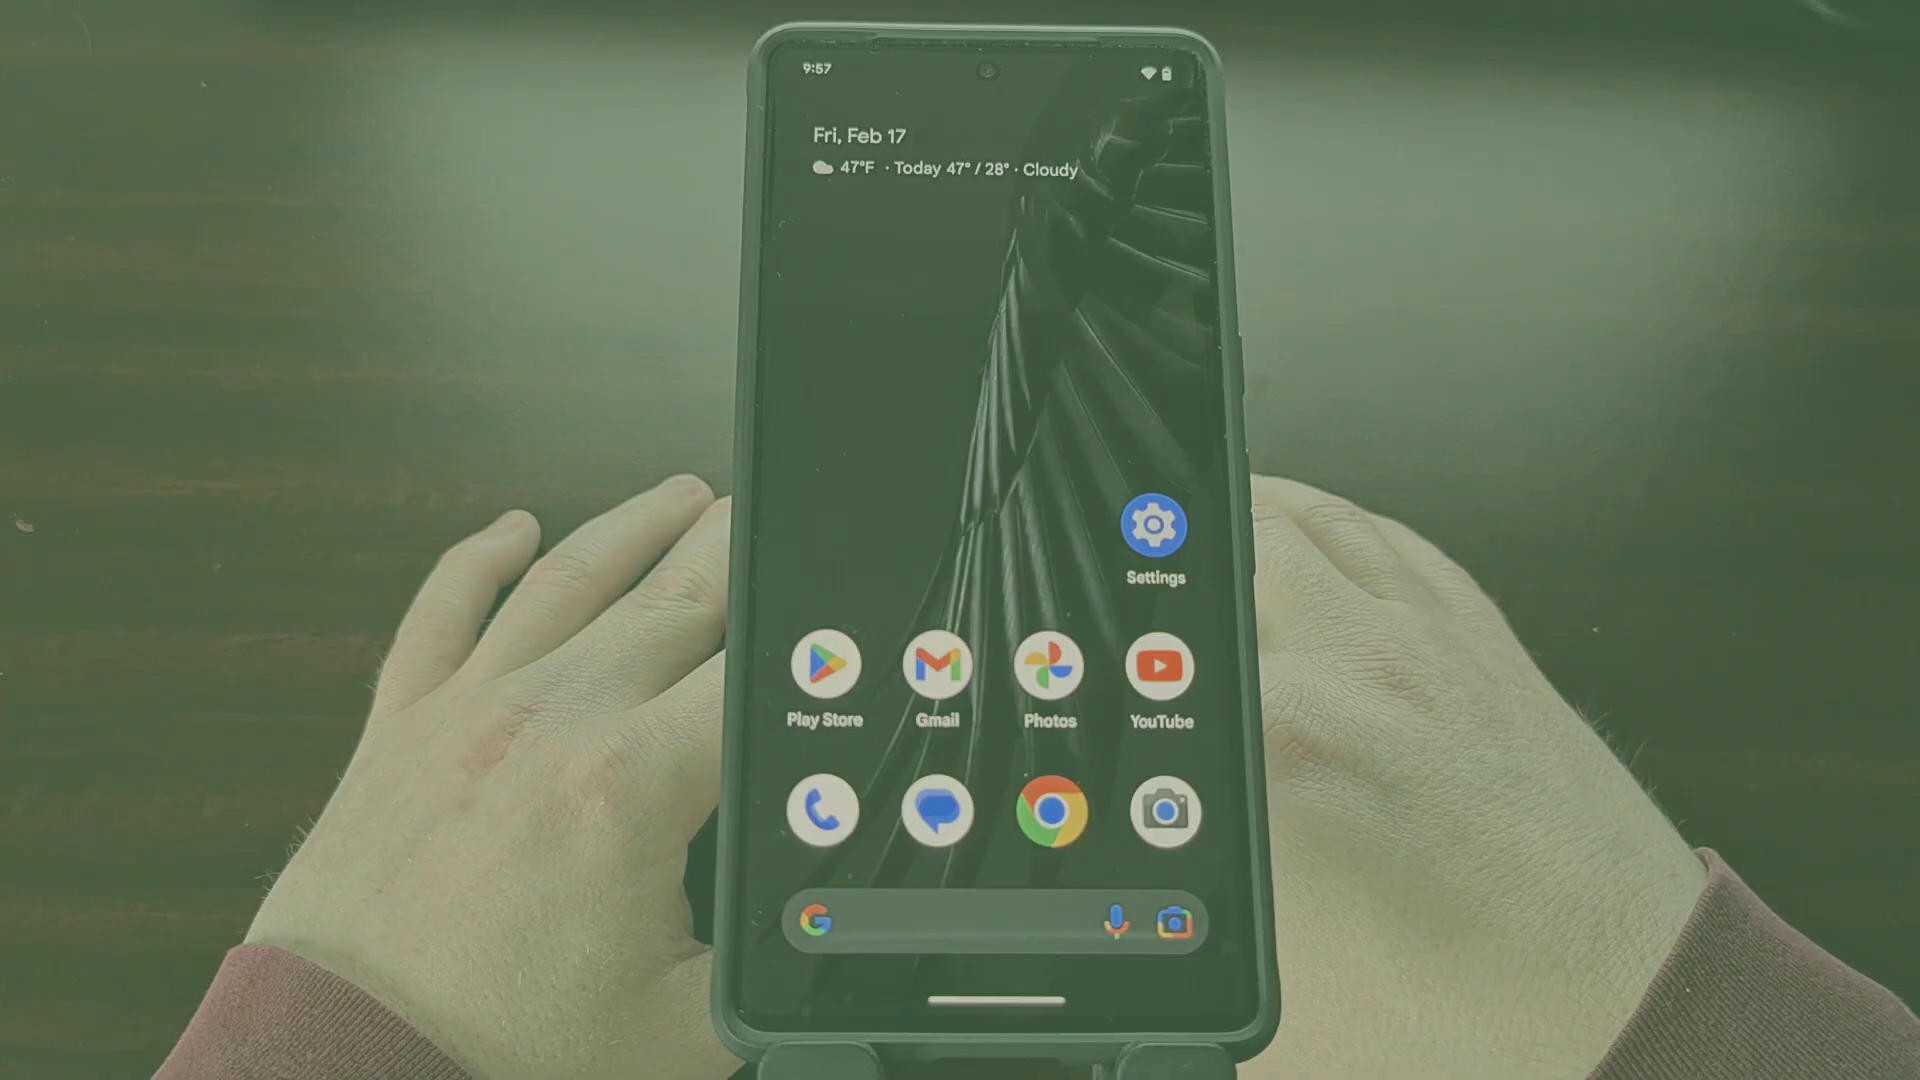 9:57
Fri, Feb 17
47°F · Today 47° / 28° · Cloudy
Settings
Play Store
Gmail
Photos
YouTube